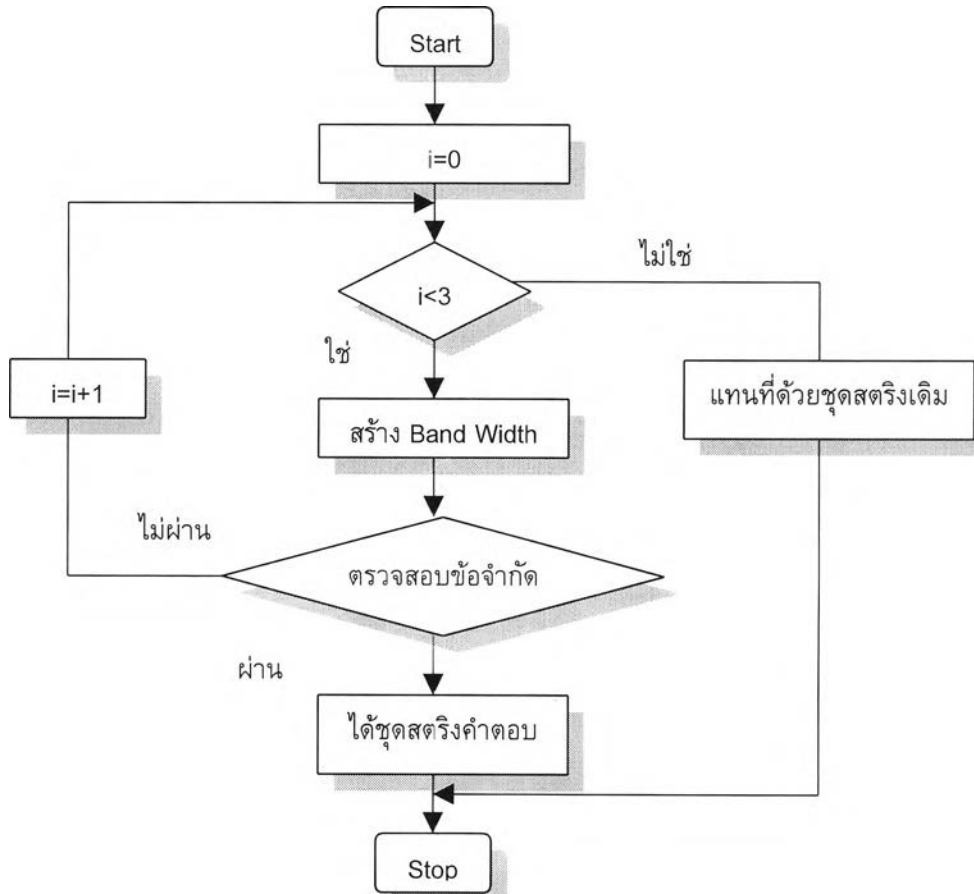 Start
i=0
ไม่ใช่
i<3
ใช่
i=i+1
แทนที่ด้วยชุดสตริงเดิม
สร้าง Band Width
ไม่ผ่าน
ตรวจสอบข้อจำกัด
ผ่าน
ได้ชุดสตริงคำตอบ
Stop